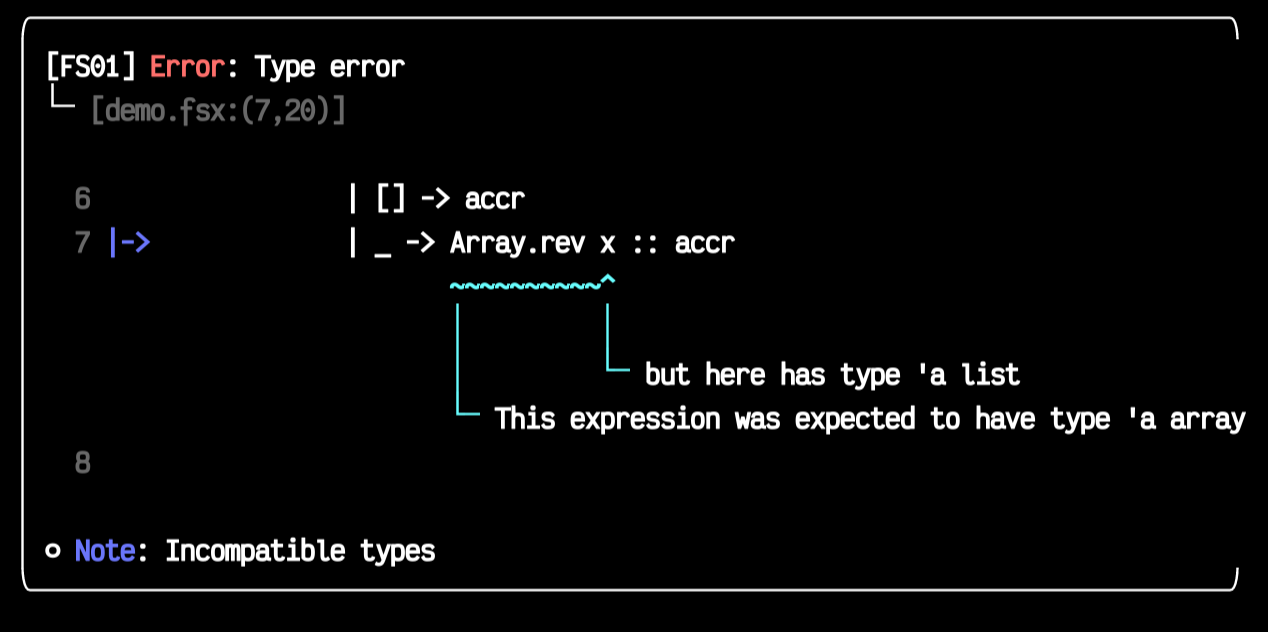 [FS01] Error: Type error
[demo.fsx:(7,20)]
6 | [] -> accr
7 |-> | _ -> Array.rev x :: accr
~~~~~~~~~~^
but here has type 'a list
This expression was expected to have type 'a array
8
Note: Incompatible types